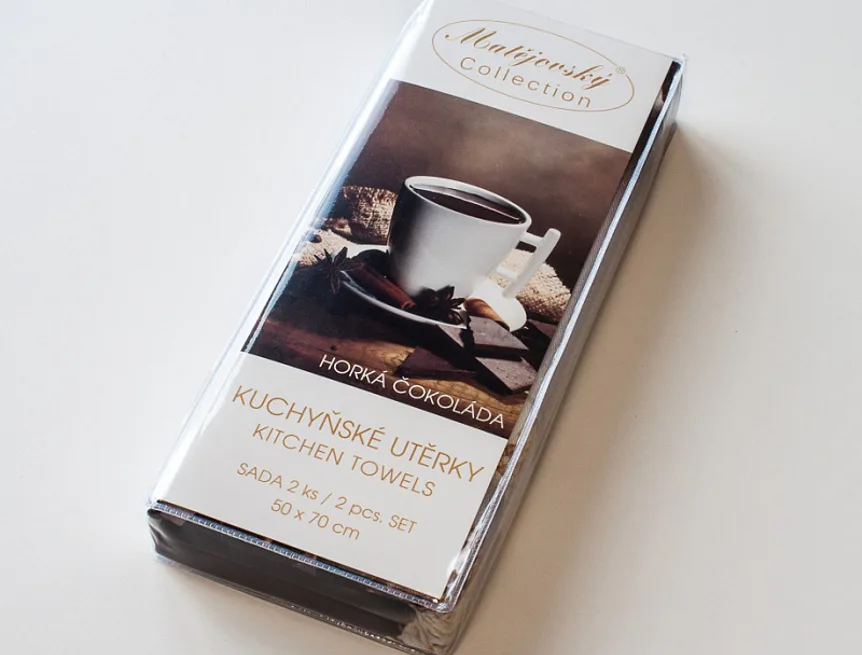 Matějovský®
Collection
HORKÁ ČOKOLÁDA
KUCHYŇSKÉ UTĚRKY
KITCHEN TOWELS
SADA 2 ks / 2 pcs. SET
50 x 70 cm